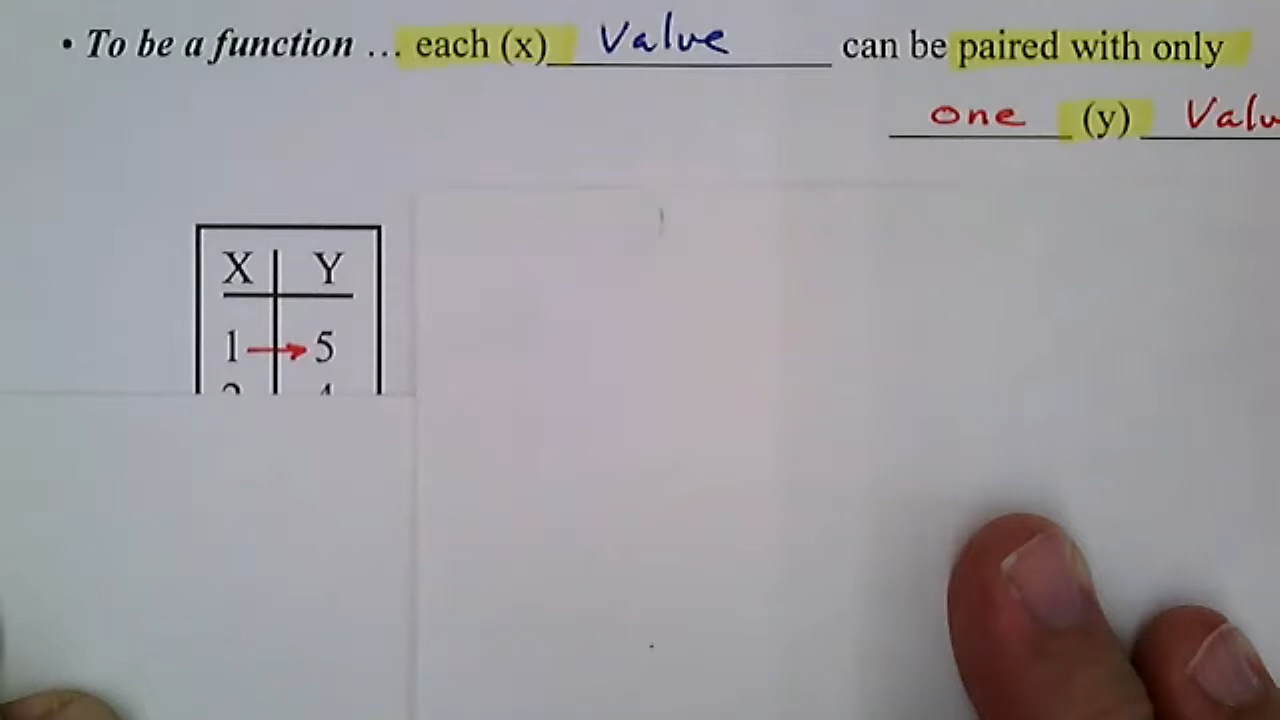 • To be a function … each (x) Value can be paired with only
one (y)
X Y
1 → 5